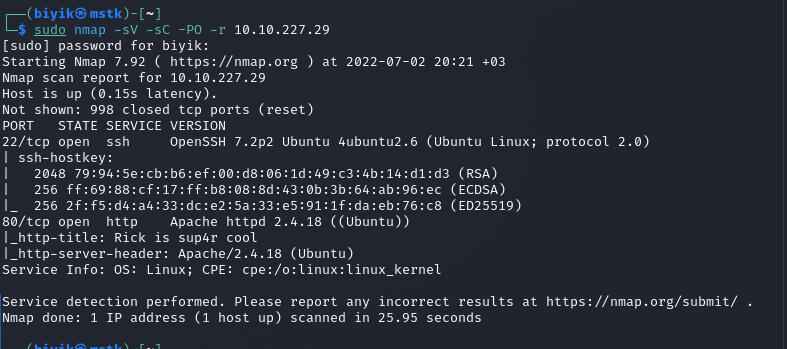 (biyik㉿mstk)-[~]
$ sudo nmap -sV -sC -PO -r 10.10.227.29
[sudo] password for biyik:
Starting Nmap 7.92 ( https://nmap.org ) at 2022-07-02 20:21 +03
Nmap scan report for 10.10.227.29
Host is up (0.15s latency).
Not shown: 998 closed tcp ports (reset)
PORT   STATE SERVICE VERSION
22/tcp open  ssh     OpenSSH 7.2p2 Ubuntu 4ubuntu2.6 (Ubuntu Linux; protocol 2.0)
| ssh-hostkey:
|   2048 79:94:5e:cb:b6:ef:00:d8:06:1d:49:c3:4b:14:d1:d3 (RSA)
|   256 ff:69:88:cf:17:ff:b8:08:8d:43:0b:3b:64:ab:96:ec (ECDSA)
|_  256 2f:f5:d4:a4:33:dc:e2:5a:33:e5:91:1f:da:eb:76:c8 (ED25519)
80/tcp open  http    Apache httpd 2.4.18 ((Ubuntu))
|_http-title: Rick is sup4r cool
|_http-server-header: Apache/2.4.18 (Ubuntu)
Service Info: OS: Linux; CPE: cpe:/o:linux:linux_kernel

Service detection performed. Please report any incorrect results at https://nmap.org/submit/ .
Nmap done: 1 IP address (1 host up) scanned in 25.95 seconds
(biyik㉿mstk)-[~]